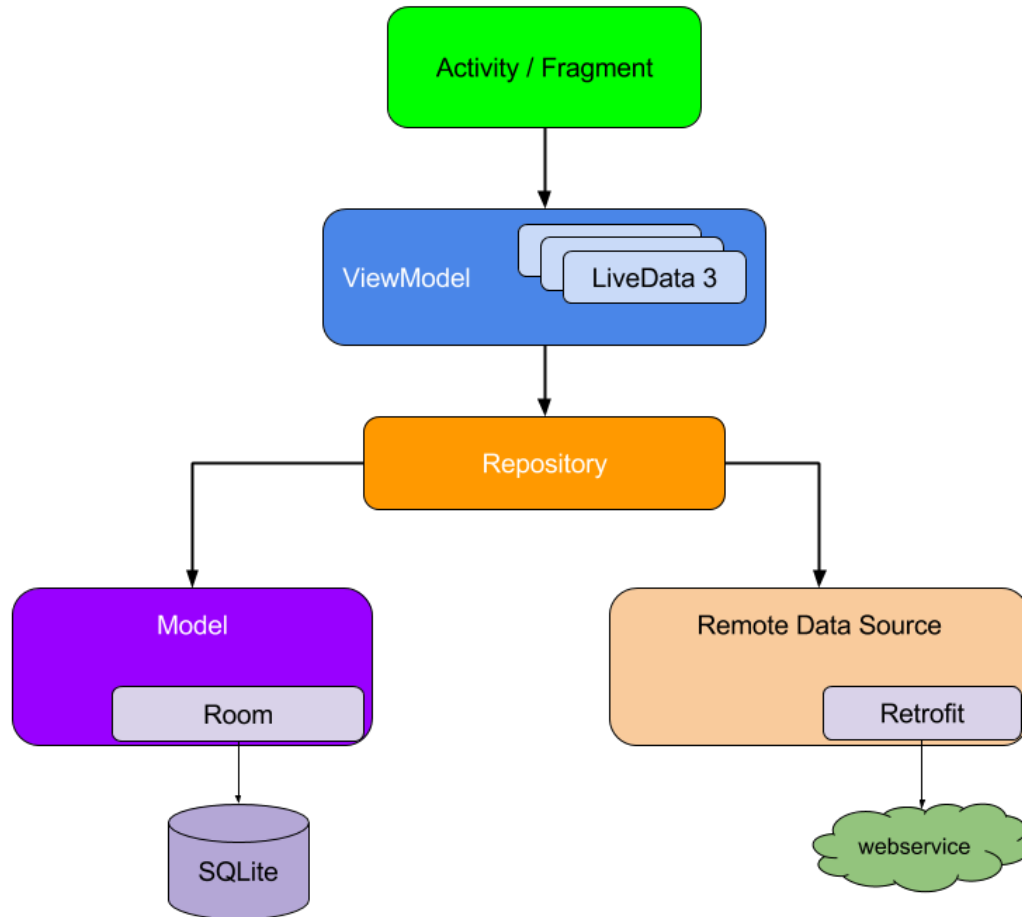 Activity / Fragment
ViewModel
LiveData 3
Repository
Model
Remote Data Source
Room
Retrofit
SQLite
webservice